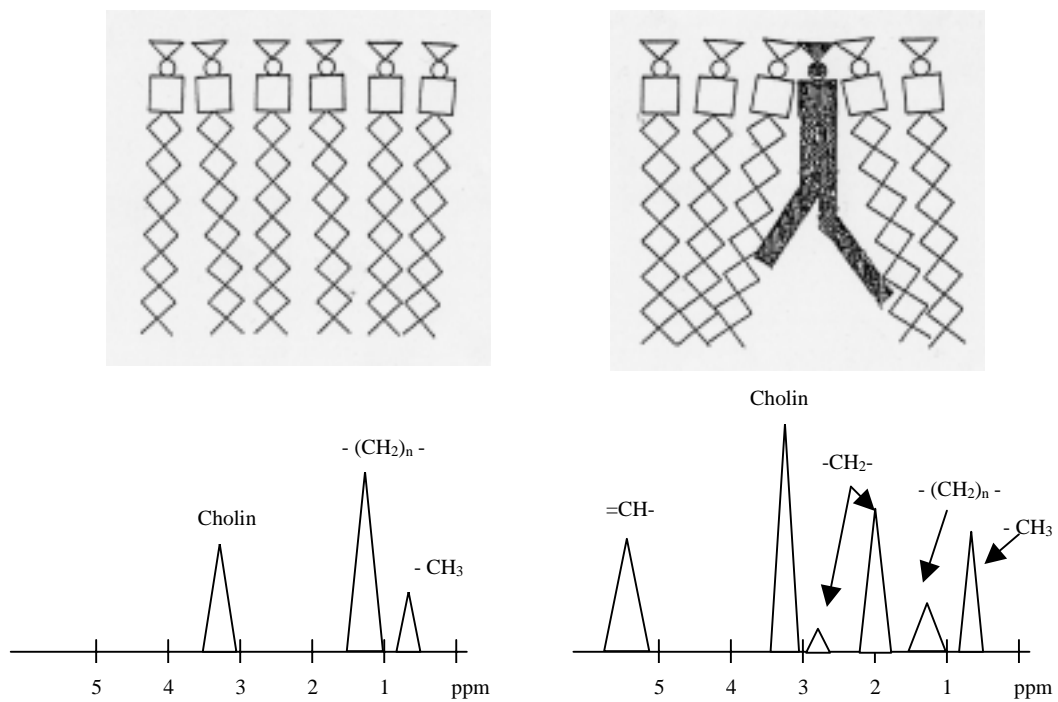 - (CH₂)ₙ -
Cholin
- CH₃
5 4 3 2 1 ppm
Cholin
-CH₂-
- (CH₂)ₙ -
=CH-
- CH₃
5 4 3 2 1 ppm